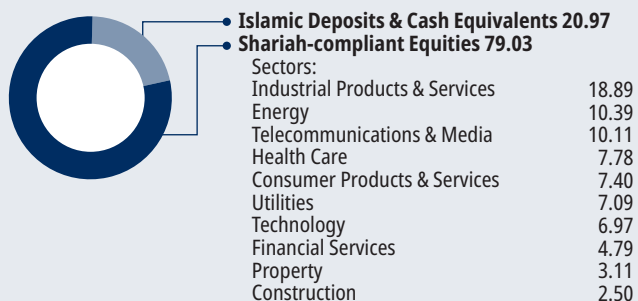 Islamic Deposits & Cash Equivalents 20.97
Shariah-compliant Equities 79.03
Sectors:
Industrial Products & Services 18.89
Energy 10.39
Telecommunications & Media 10.11
Health Care 7.78
Consumer Products & Services 7.40
Utilities 7.09
Technology 6.97
Financial Services 4.79
Property 3.11
Construction 2.50